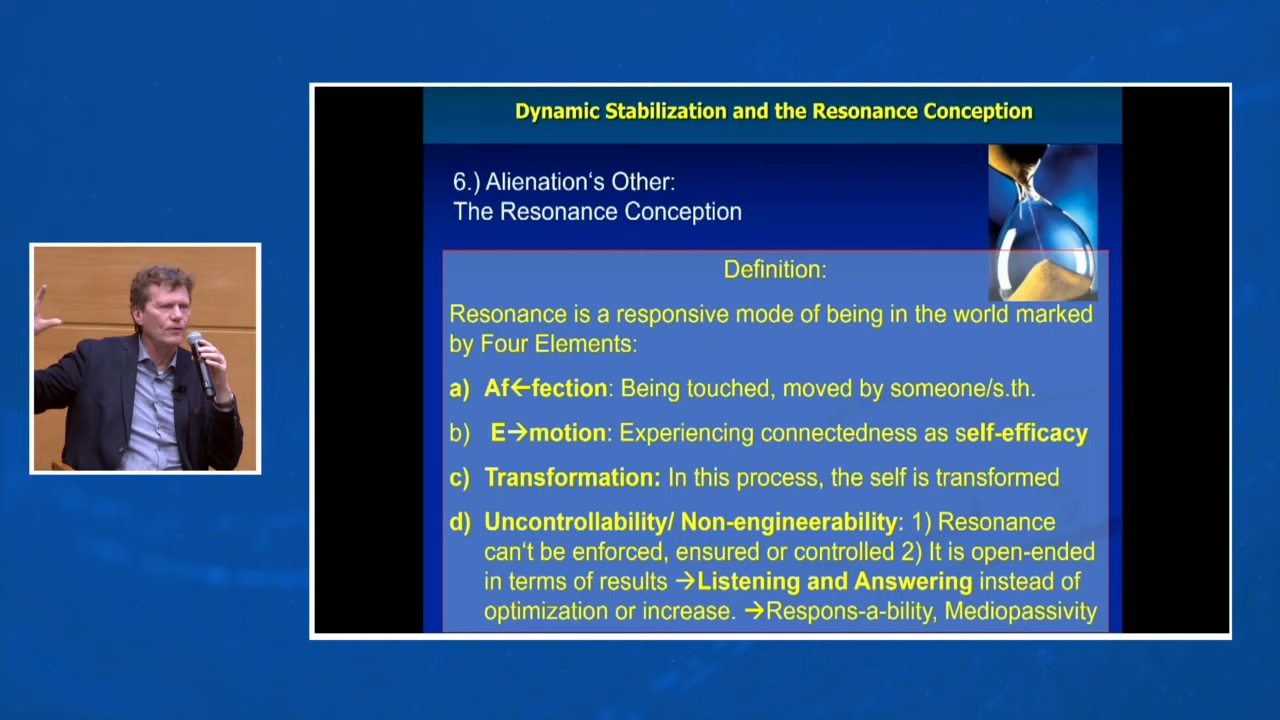 Dynamic Stabilization and the Resonance Conception
6.) Alienation‘s Other:
The Resonance Conception
Definition:
Resonance is a responsive mode of being in the world marked
by Four Elements:
a) Af←fection: Being touched, moved by someone/s.th.
b) E→motion: Experiencing connectedness as self-efficacy
c) Transformation: In this process, the self is transformed
d) Uncontrollability/ Non-engineerability: 1) Resonance
can‘t be enforced, ensured or controlled 2) It is open-ended
in terms of results →Listening and Answering instead of
optimization or increase. →Respons-a-bility, Mediopassivity